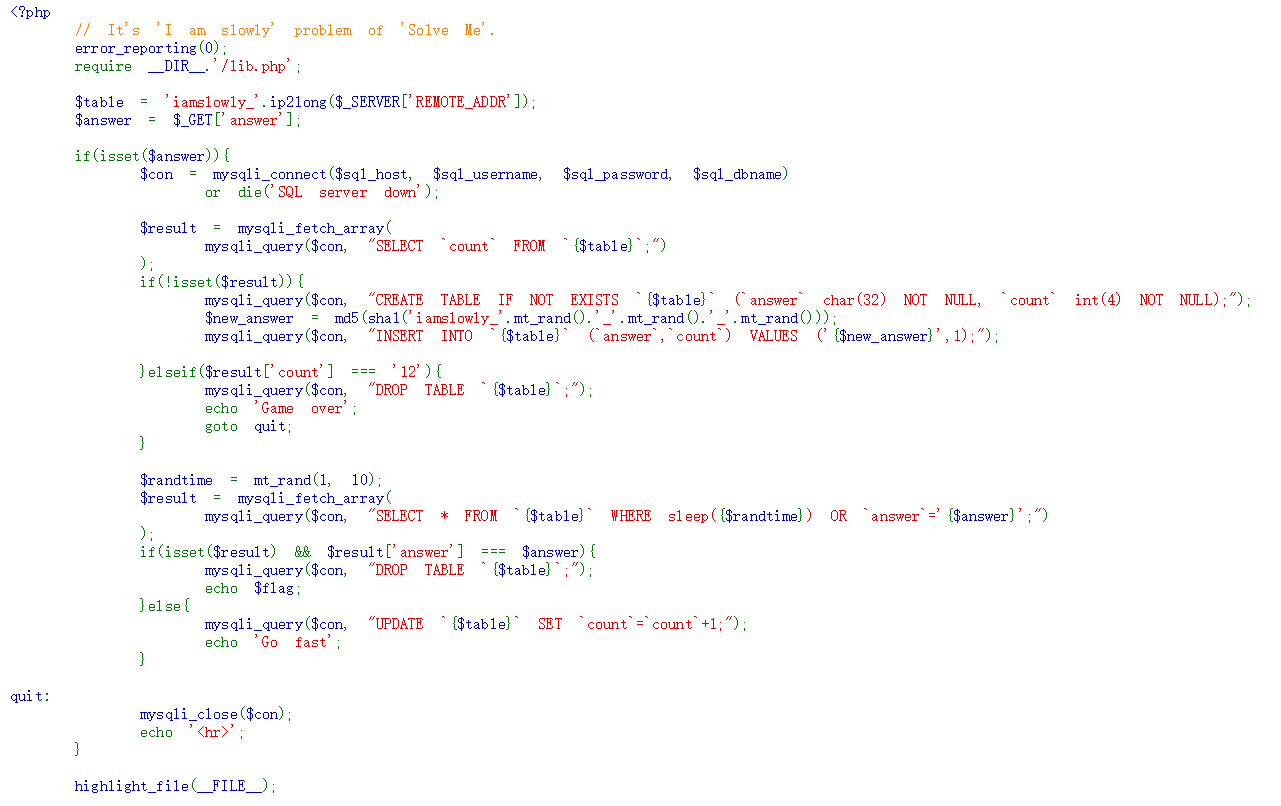 <?php
// It's 'I am slowly' problem of 'Solve Me'.
error_reporting(0);
require __DIR__.'/lib.php';
$table = 'iamslowly_'.ip2long($_SERVER['REMOTE_ADDR']);
$answer = $_GET['answer'];
if(isset($answer)){
$con = mysqli_connect($sql_host, $sql_username, $sql_password, $sql_dbname)
or die('SQL server down');
$result = mysqli_fetch_array(
mysqli_query($con, "SELECT `count` FROM `{$table}`;")
);
if(!isset($result)){
mysqli_query($con, "CREATE TABLE IF NOT EXISTS `{$table}` (`answer` char(32) NOT NULL, `count` int(4) NOT NULL);");
$new_answer = md5(sha1('iamslowly_'.mt_rand().'_'.mt_rand().'_'.mt_rand()));
mysqli_query($con, "INSERT INTO `{$table}` (`answer`,`count`) VALUES ('{$new_answer}',1);");
}elseif($result['count'] === '12'){
mysqli_query($con, "DROP TABLE `{$table}`;");
echo 'Game over';
goto quit;
}
$randtime = mt_rand(1, 10);
$result = mysqli_fetch_array(
mysqli_query($con, "SELECT * FROM `{$table}` WHERE sleep({$randtime}) OR `answer`='{$answer}';")
);
if(isset($result) && $result['answer'] === $answer){
mysqli_query($con, "DROP TABLE `{$table}`;");
echo $flag;
}else{
mysqli_query($con, "UPDATE `{$table}` SET `count`=`count`+1;");
echo 'Go fast';
}
quit:
mysqli_close($con);
echo '<hr>';
}
highlight_file(__FILE__);